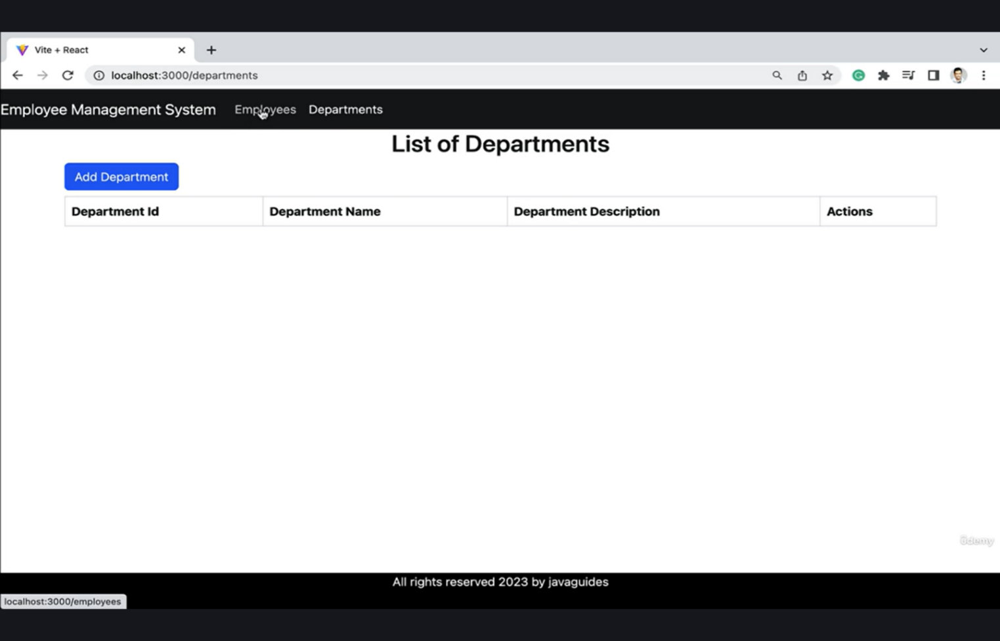 Vite + React
localhost:3000/departments
Employee Management System Employees Departments
List of Departments
Add Department
Department Id Department Name Department Description Actions
ûdemy
All rights reserved 2023 by javaguides
localhost:3000/employees